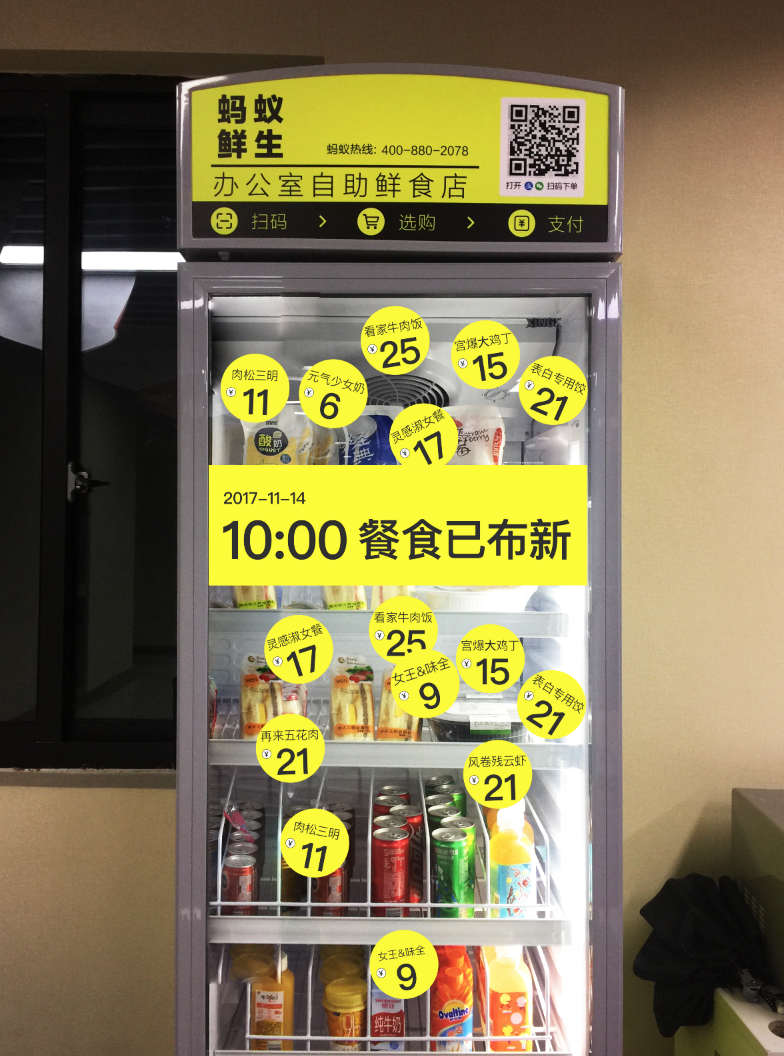 蚂蚁
鲜生
蚂蚁热线: 400-880-2078
办公室自助鲜食店
打开 扫码下单
扫码 > 选购 > ¥ 支付
看家牛肉饭
¥ 25
宫爆大鸡丁
¥ 15
肉松三明
¥ 11
元气少女奶
¥ 6
表白专用饺
¥ 21
灵感淑女餐
¥ 17
酸奶
2017-11-14
10:00 餐食已布新
看家牛肉饭
¥ 25
灵感淑女餐
¥ 17
宫爆大鸡丁
¥ 15
女王&味全
¥ 9
表白专用饺
¥ 21
再来五花肉
¥ 21
风卷残云虾
¥ 21
肉松三明
¥ 11
女王&味全
¥ 9
纯牛奶
Ovaltine